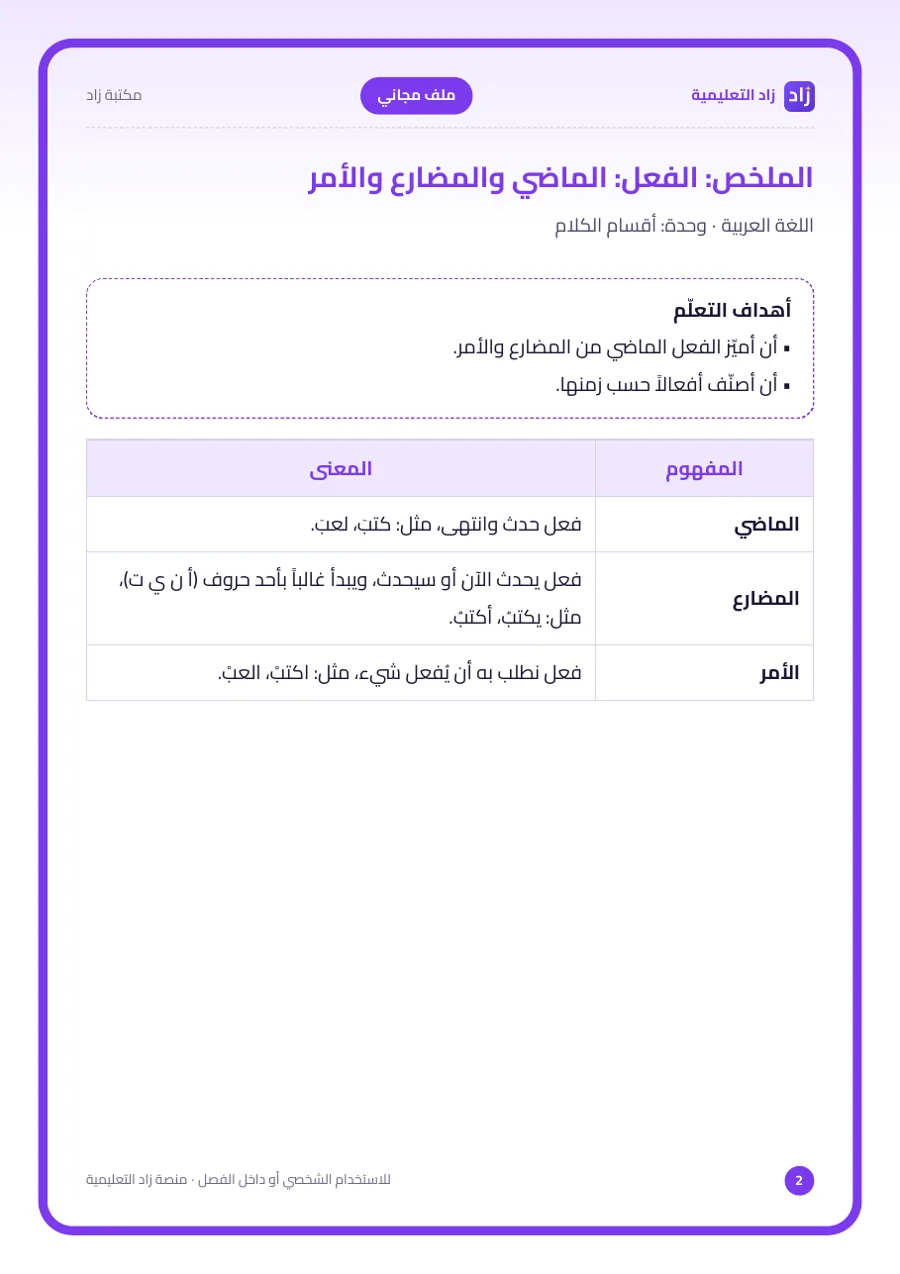 زاد
زاد التعليمية
ملف مجاني
مكتبة زاد
الملخص: الفعل: الماضي والمضارع والأمر
اللغة العربية · وحدة: أقسام الكلام
أهداف التعلّم
▪ أن أميّز الفعل الماضي من المضارع والأمر.
▪ أن أصنّف أفعالاً حسب زمنها.
المفهوم
المعنى
الماضي
فعل حدث وانتهى، مثل: كتبَ، لعبَ.
المضارع
فعل يحدث الآن أو سيحدث، ويبدأ غالباً بأحد حروف (أ ن ي ت)،
مثل: يكتبُ، أكتبُ.
الأمر
فعل نطلب به أن يُفعل شيء، مثل: اكتبْ، العبْ.
2
للاستخدام الشخصي أو داخل الفصل · منصة زاد التعليمية